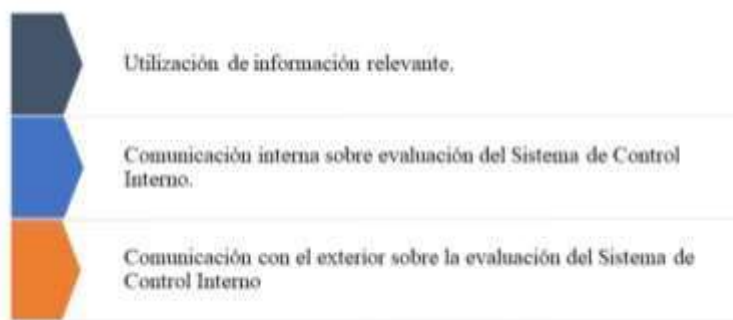 Utilización de información relevante.
Comunicación interna sobre evaluación del Sistema de Control
Interno.
Comunicación con el exterior sobre la evaluación del Sistema de
Control Interno